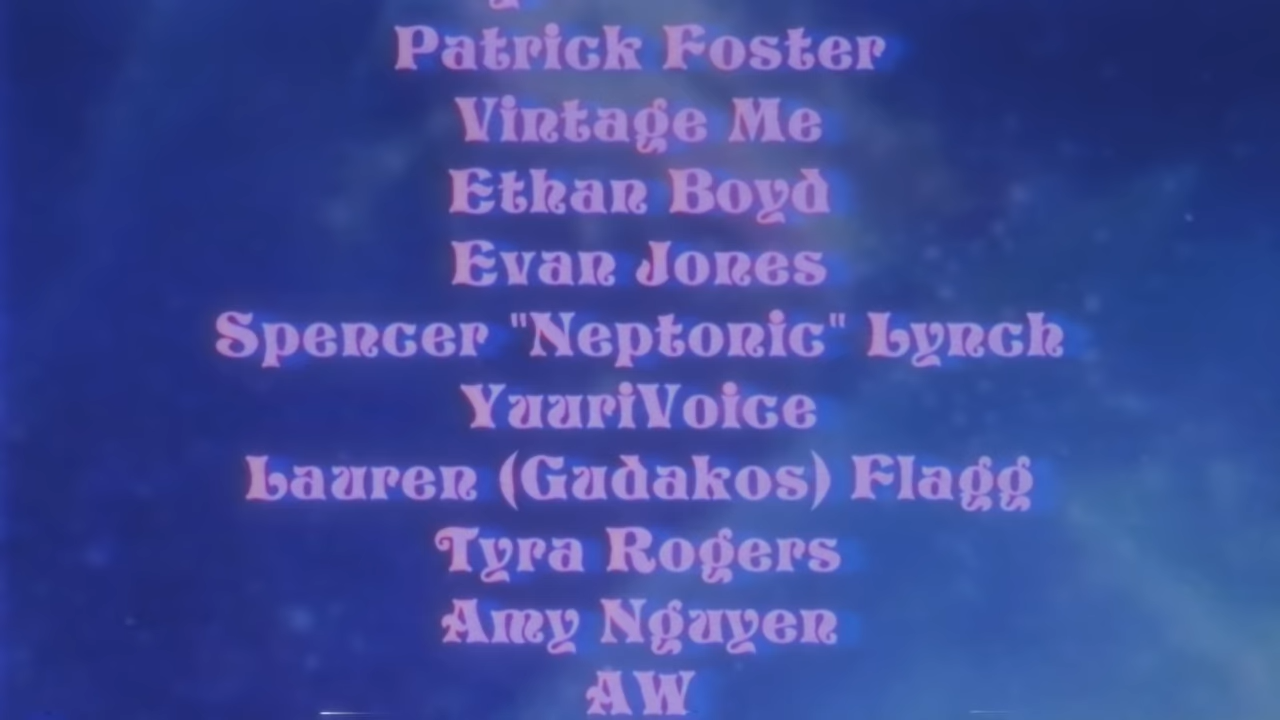 Patrick Foster
Vintage Me
Ethan Boyd
Evan Jones
Spencer "Neptonic" Lynch
YuuriVoice
Lauren (Gudakos) Flagg
Tyra Rogers
Amy Nguyen
AW